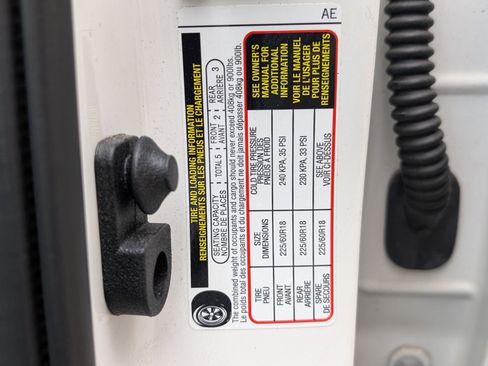 AE
TIRE AND LOADING INFORMATION
RENSEIGNEMENTS SUR LES PNEUS ET LE CHARGEMENT
SEATING CAPACITY TOTAL 5 FRONT 2 REAR 3
NOMBRE DE PLACES AVANT ARRIÈRE
The combined weight of occupants and cargo should never exceed 408kg or 900lbs.
Le poids total des occupants et du chargement ne doit jamais dépasser 408kg ou 900lb.
TIRE SIZE COLD TIRE PRESSURE
PNEU DIMENSIONS PRESSION DES
PNEUS À FROID
FRONT 225/60R18 240 KPA, 35 PSI
AVANT
REAR 225/60R18 230 KPA, 33 PSI
ARRIÈRE
SPARE 225/60R18 SEE ABOVE
DE SECOURS VOIR CI-DESSUS
SEE OWNER'S
MANUAL FOR
ADDITIONAL
INFORMATION
VOIR LE MANUEL
DE L'USAGER
POUR PLUS DE
RENSEIGNEMENTS